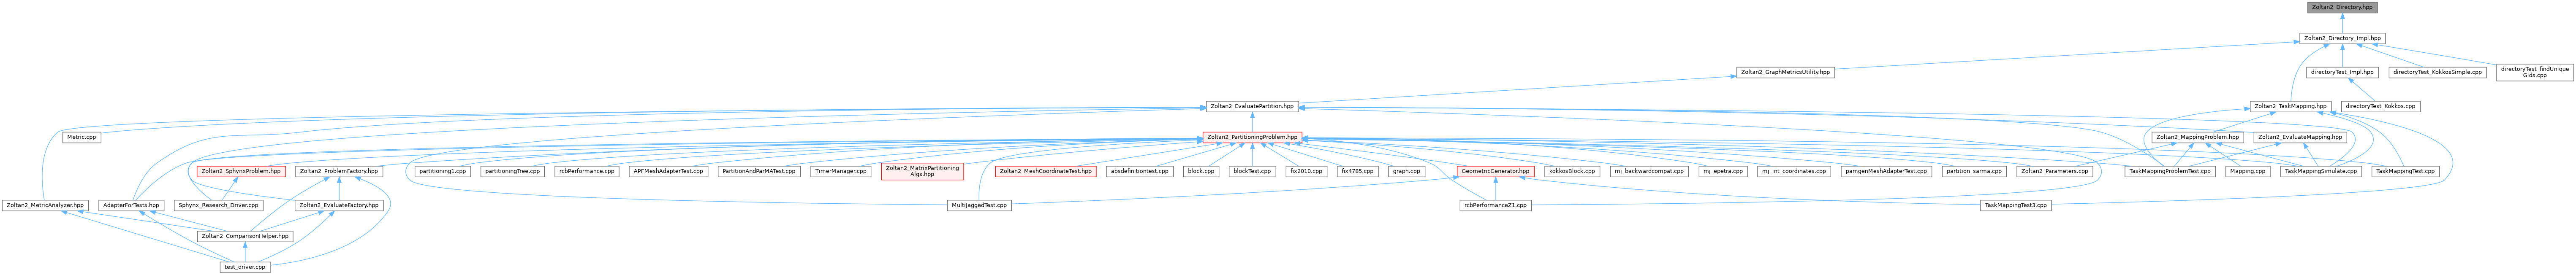 Zoltan2_Directory.hpp
Zoltan2_Directory_Impl.hpp
Zoltan2_GraphMetricsUtility.hpp
directoryTest_Impl.hpp
directoryTest_KokkosSimple.cpp
directoryTest_findUnique
Gids.cpp
Zoltan2_EvaluatePartition.hpp
Zoltan2_TaskMapping.hpp
directoryTest_Kokkos.cpp
Metric.cpp
Zoltan2_PartitioningProblem.hpp
Zoltan2_MappingProblem.hpp
Zoltan2_EvaluateMapping.hpp
Zoltan2_SphynxProblem.hpp
Zoltan2_ProblemFactory.hpp
partitioning1.cpp
partitioningTree.cpp
rcbPerformance.cpp
APFMeshAdapterTest.cpp
PartitionAndParMATest.cpp
TimerManager.cpp
Zoltan2_MatrixPartitioning
Algs.hpp
Zoltan2_MeshCoordinateTest.hpp
absdefinitiontest.cpp
block.cpp
blockTest.cpp
fix2010.cpp
fix4785.cpp
graph.cpp
GeometricGenerator.hpp
kokkosBlock.cpp
mj_backwardcompat.cpp
mj_epetra.cpp
mj_int_coordinates.cpp
pamgenMeshAdapterTest.cpp
partition_sarma.cpp
Zoltan2_Parameters.cpp
TaskMappingProblemTest.cpp
Mapping.cpp
TaskMappingSimulate.cpp
TaskMappingTest.cpp
Zoltan2_MetricAnalyzer.hpp
AdapterForTests.hpp
Sphynx_Research_Driver.cpp
Zoltan2_EvaluateFactory.hpp
MultiJaggedTest.cpp
rcbPerformanceZ1.cpp
TaskMappingTest3.cpp
Zoltan2_ComparisonHelper.hpp
test_driver.cpp